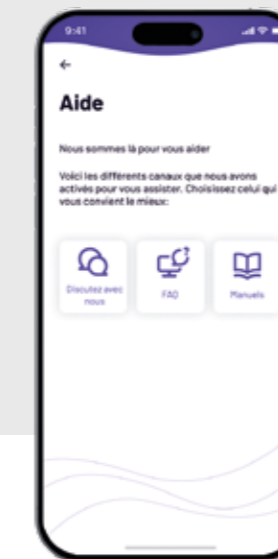 9:41
Aide
Nous sommes là pour vous aider
Voici les différents canaux que nous avons
activés pour vous assister. Choisissez celui qui
vous convient le mieux:
Discutez avec
nous
FAQ
Manuels